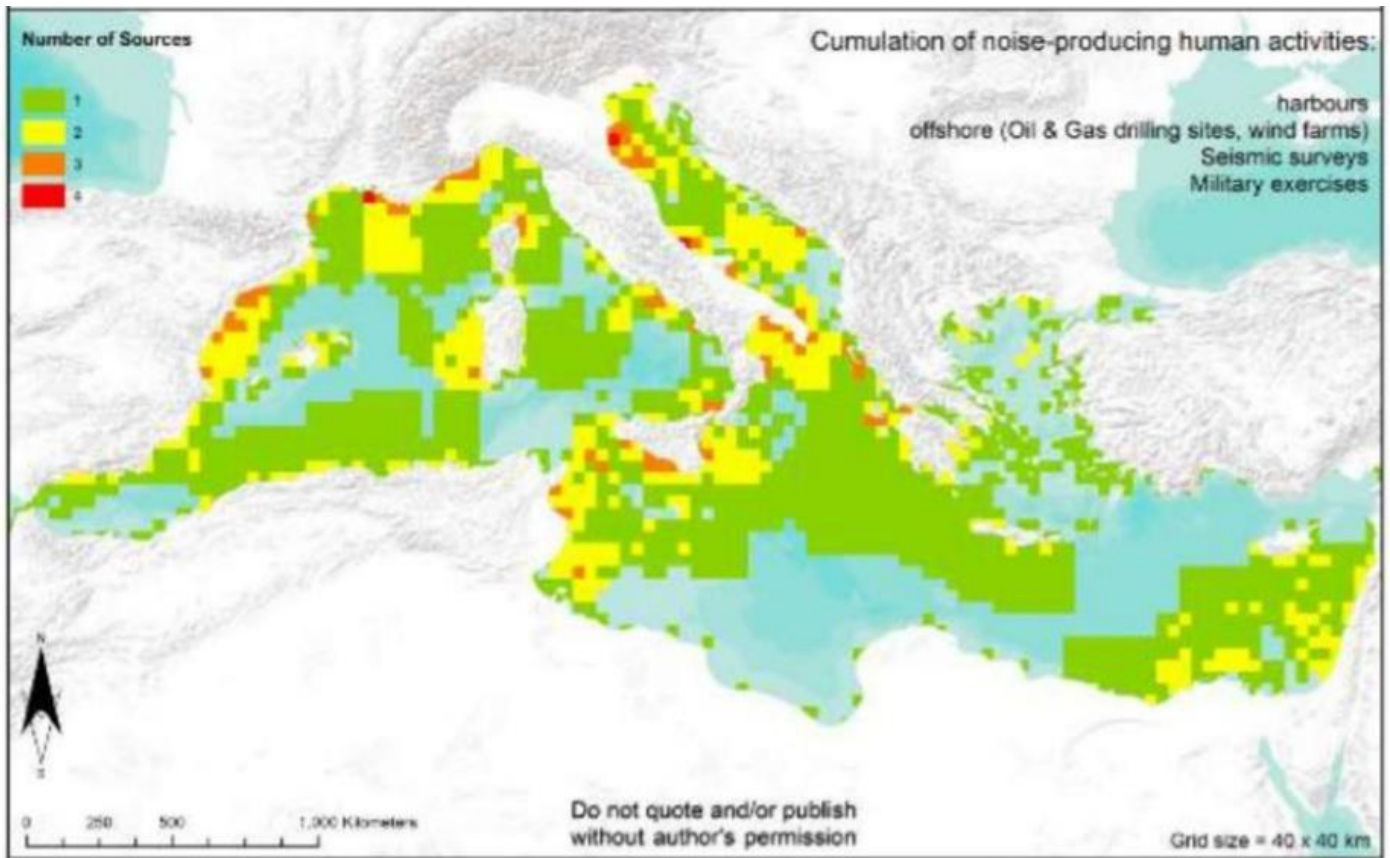 Number of Sources
1
2
3
4
Cumulation of noise-producing human activities:
harbours
offshore (Oil & Gas drilling sites, wind farms)
Seismic surveys
Military exercises
N
S
0 250 500 1,000 Kilometers
Do not quote and/or publish
without author's permission
Grid size = 40 x 40 km